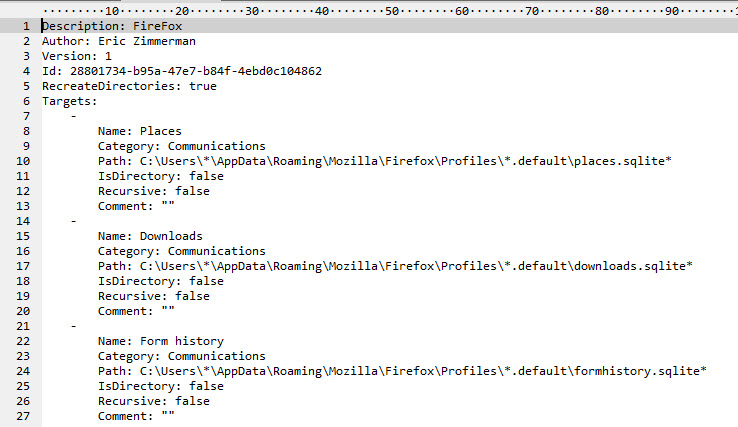 ·········10········20········30········40········50········60········70········80········90········1
1 Description: FireFox
2 Author: Eric Zimmerman
3 Version: 1
4 Id: 28801734-b95a-47e7-b84f-4ebd0c104862
5 RecreateDirectories: true
6 Targets:
7     -
8         Name: Places
9         Category: Communications
10         Path: C:\Users\*\AppData\Roaming\Mozilla\Firefox\Profiles\*.default\places.sqlite*
11         IsDirectory: false
12         Recursive: false
13         Comment: ""
14     -
15         Name: Downloads
16         Category: Communications
17         Path: C:\Users\*\AppData\Roaming\Mozilla\Firefox\Profiles\*.default\downloads.sqlite*
18         IsDirectory: false
19         Recursive: false
20         Comment: ""
21     -
22         Name: Form history
23         Category: Communications
24         Path: C:\Users\*\AppData\Roaming\Mozilla\Firefox\Profiles\*.default\formhistory.sqlite*
25         IsDirectory: false
26         Recursive: false
27         Comment: ""